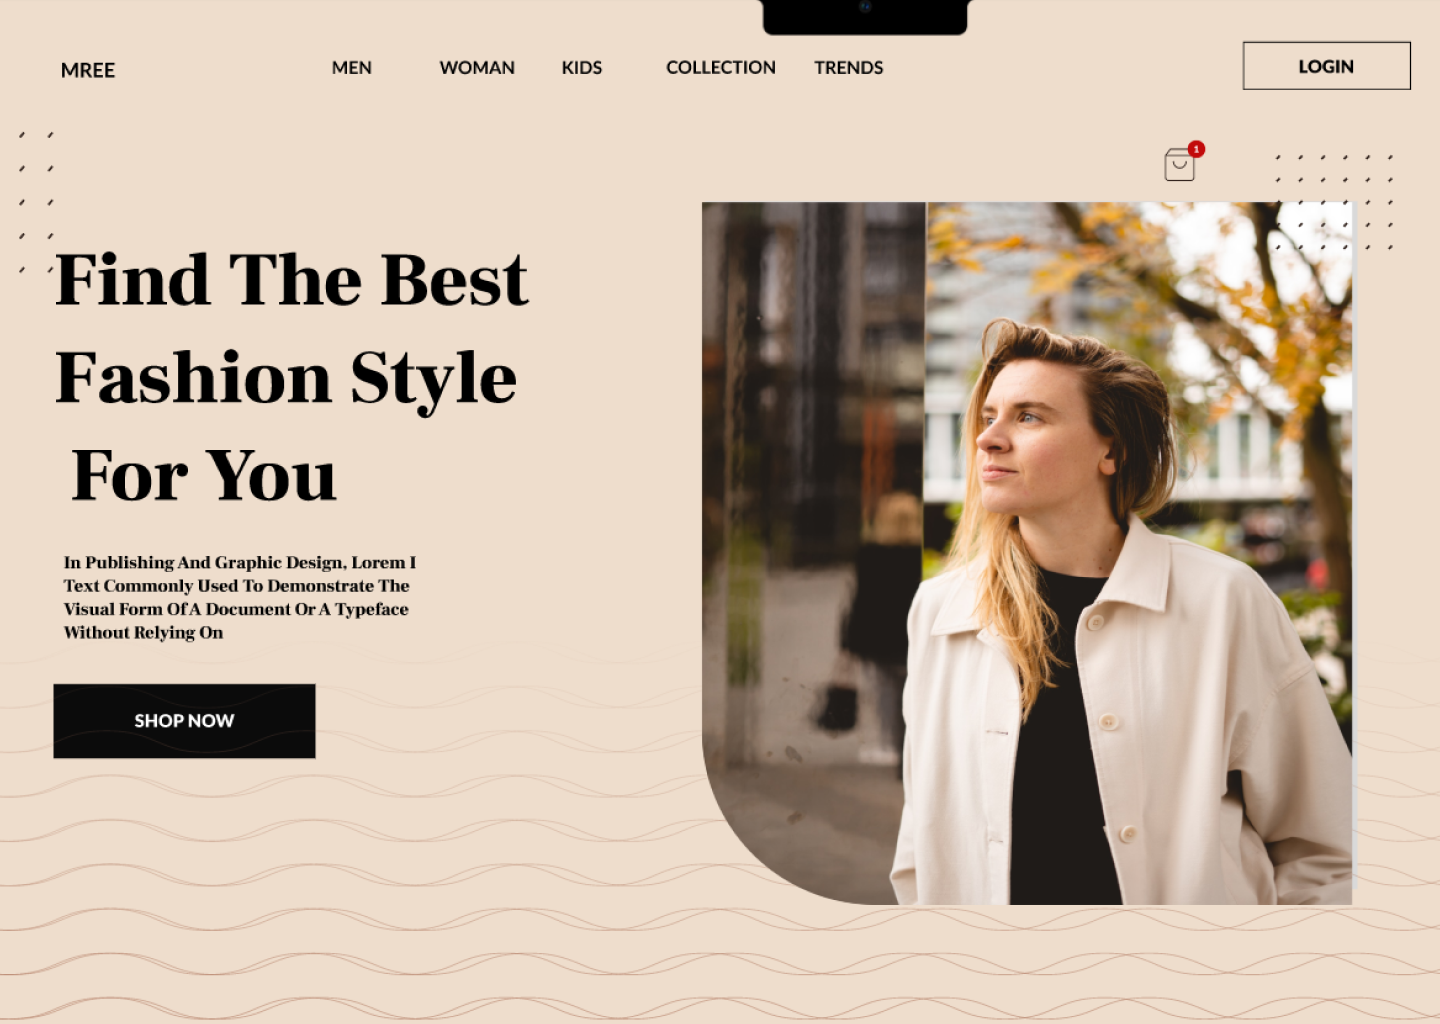 MREE
MEN WOMAN KIDS COLLECTION TRENDS
LOGIN
1
Find The Best
Fashion Style
For You
In Publishing And Graphic Design, Lorem I
Text Commonly Used To Demonstrate The
Visual Form Of A Document Or A Typeface
Without Relying On
SHOP NOW